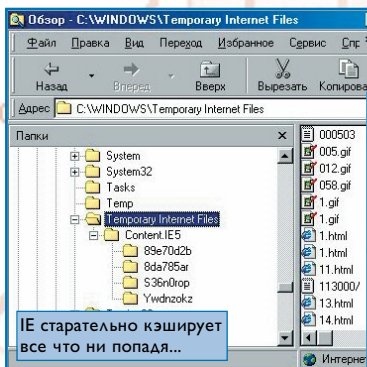 Обзор - C:\WINDOWS\Temporary Internet Files
Файл Правка Вид Переход Избранное Сервис Спр
Назад Вперед Вверх Вырезать Копирова
Адрес C:\WINDOWS\Temporary Internet Files
Папки
System
System32
Tasks
Temp
Temporary Internet Files
Content.IE5
89e70d2b
8da785ar
S36n0rop
Ywdnzokz
000503
005.gif
012.gif
058.gif
1.gif
1.gif
1.html
1.html
11.html
113000/
13.html
14.html
IE старательно кэширует
все что ни попадя...
Интерне